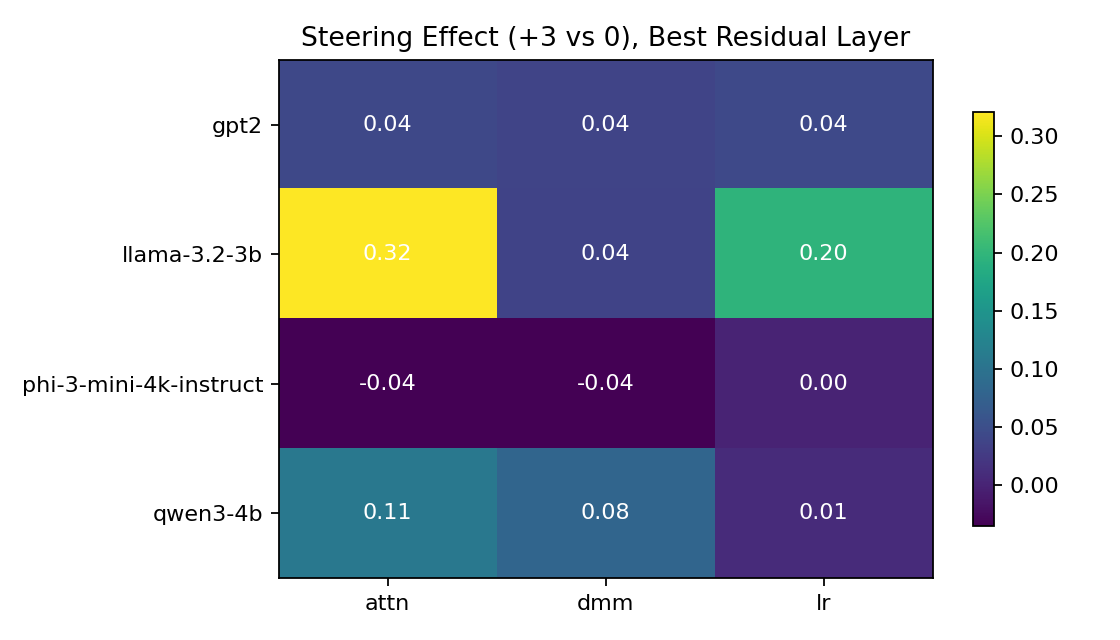 Steering Effect (+3 vs 0), Best Residual Layer
gpt2 0.04 0.04 0.04
llama-3.2-3b 0.32 0.04 0.20
phi-3-mini-4k-instruct -0.04 -0.04 0.00
qwen3-4b 0.11 0.08 0.01
attn dmm lr
0.30
0.25
0.20
0.15
0.10
0.05
0.00